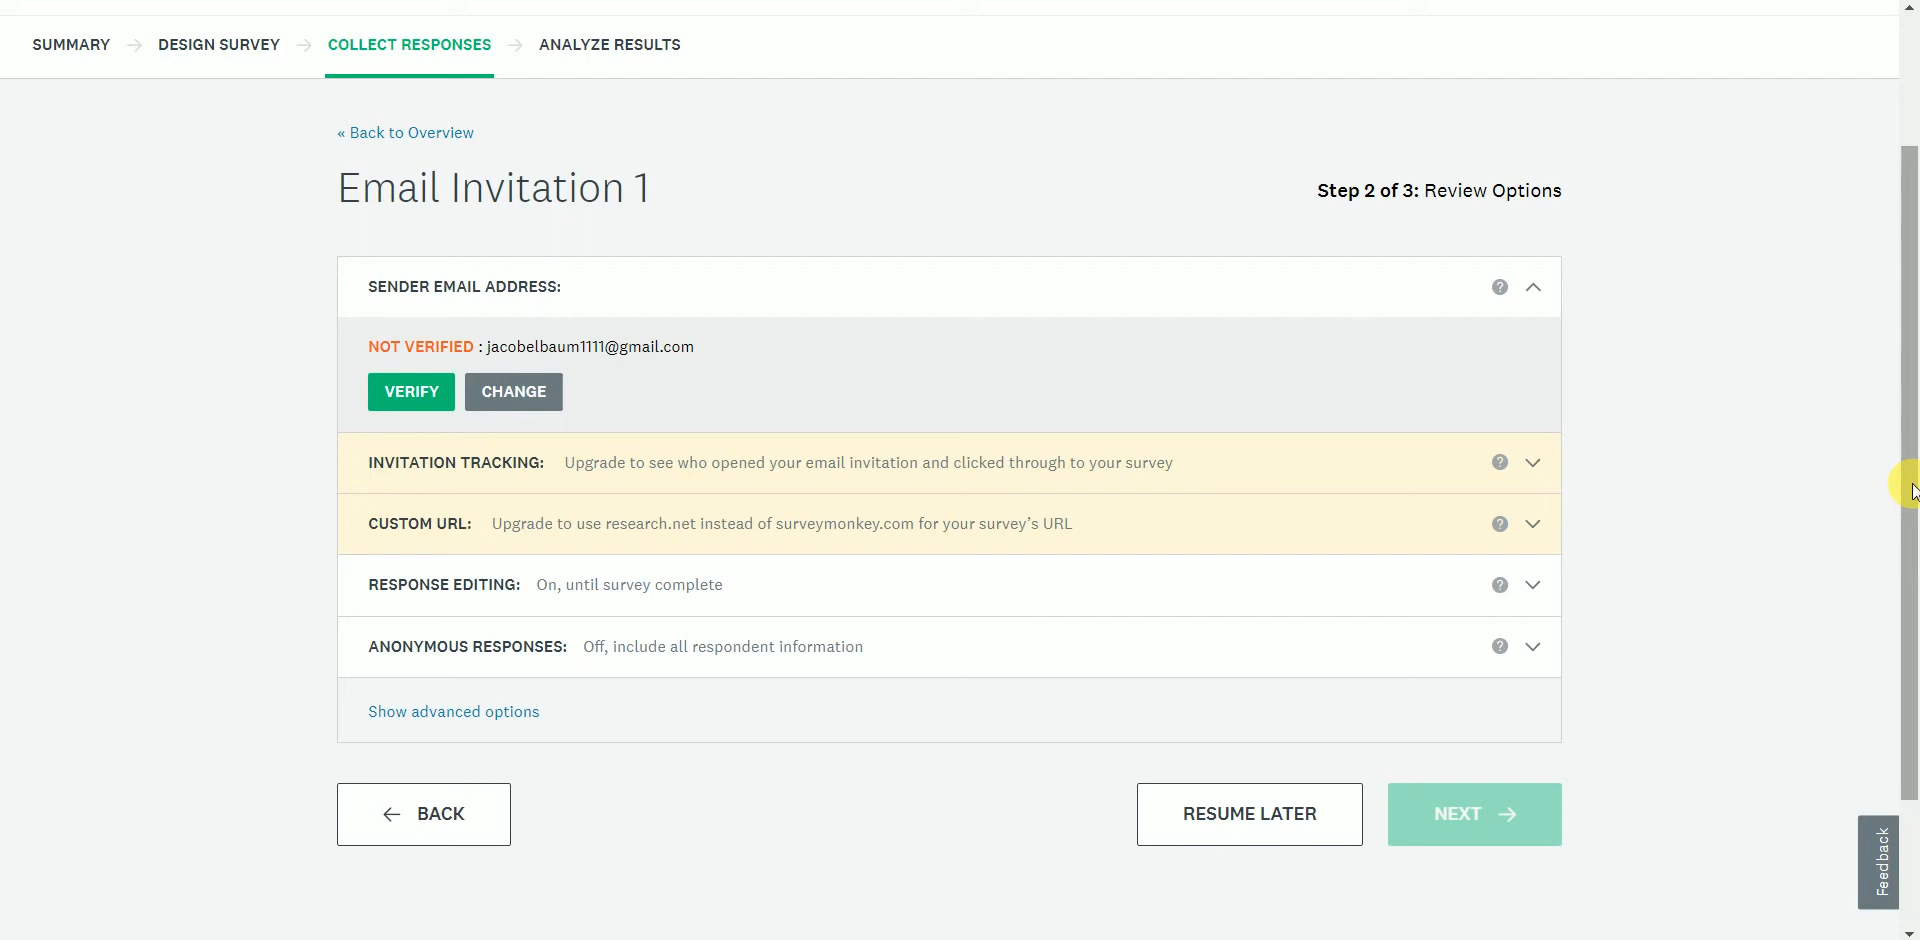 SUMMARY → DESIGN SURVEY → COLLECT RESPONSES → ANALYZE RESULTS
« Back to Overview
Email Invitation 1
Step 2 of 3: Review Options
SENDER EMAIL ADDRESS:
NOT VERIFIED : jacobelbaum1111@gmail.com
VERIFY CHANGE
INVITATION TRACKING: Upgrade to see who opened your email invitation and clicked through to your survey
CUSTOM URL: Upgrade to use research.net instead of surveymonkey.com for your survey’s URL
RESPONSE EDITING: On, until survey complete
ANONYMOUS RESPONSES: Off, include all respondent information
Show advanced options
← BACK RESUME LATER NEXT →
Feedback